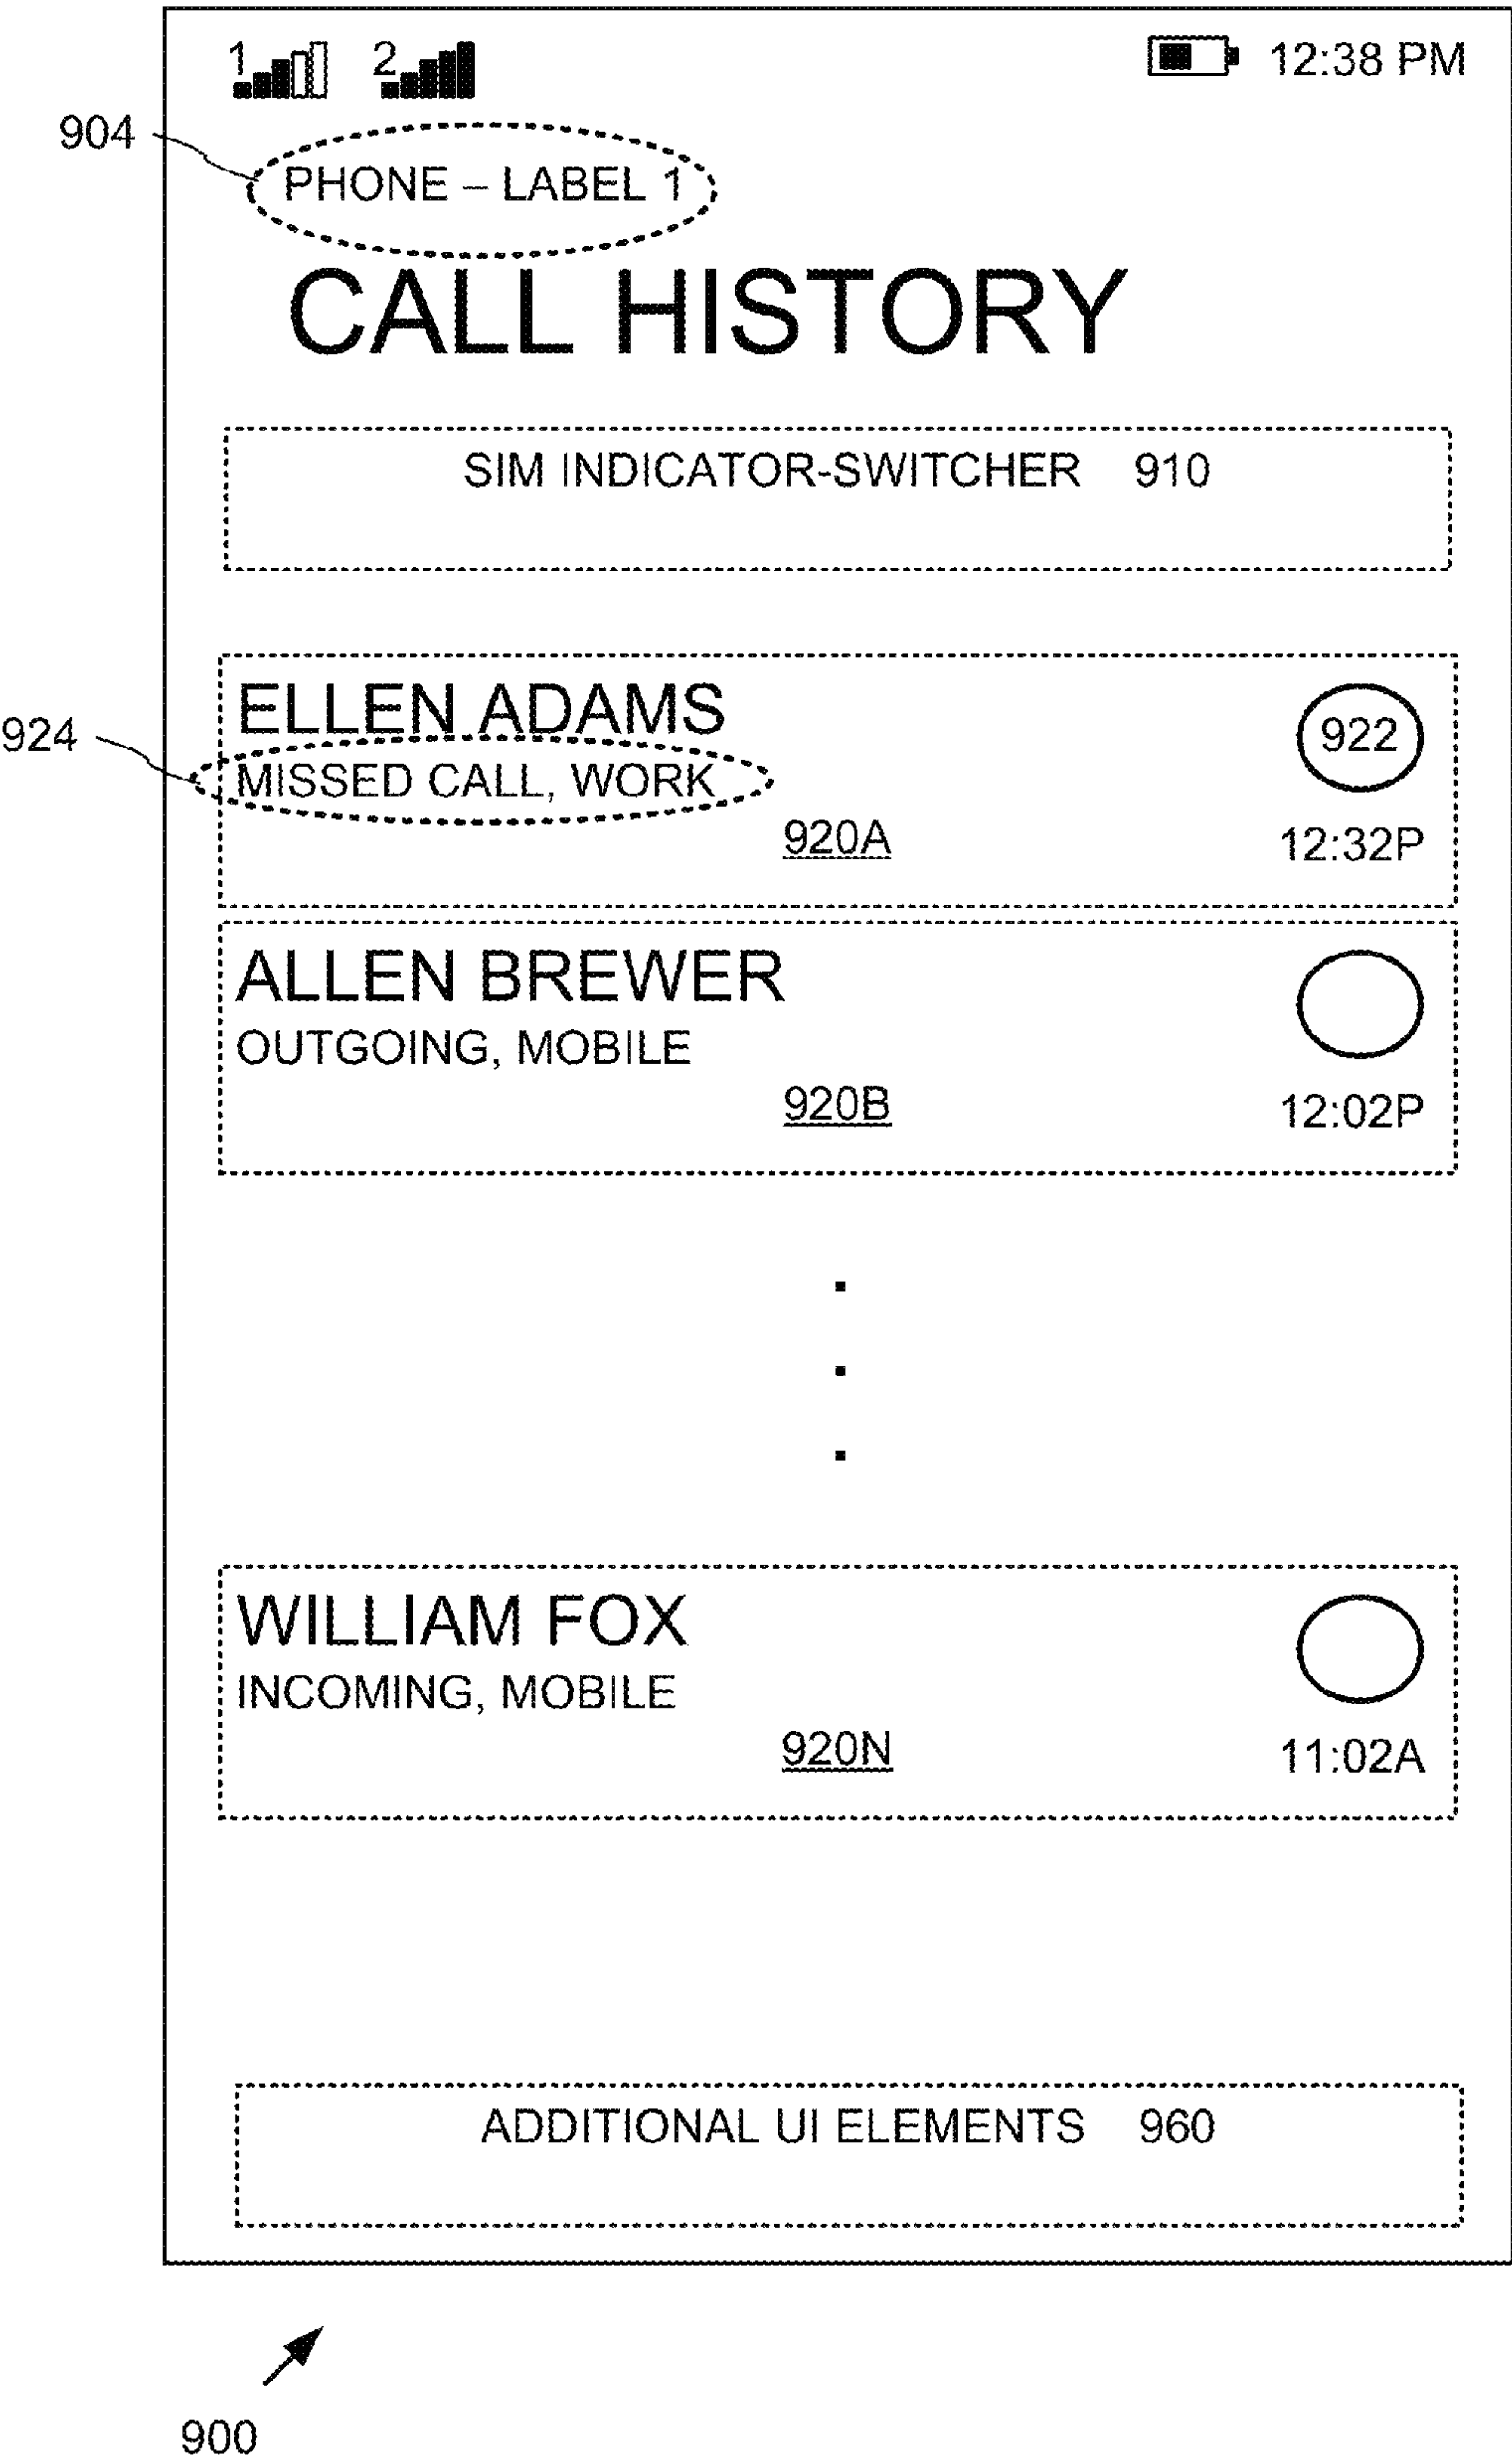 1 2 12:38 PM
904
PHONE – LABEL 1
CALL HISTORY
SIM INDICATOR-SWITCHER 910
ELLEN ADAMS
922
924
MISSED CALL, WORK
920A
12:32P
ALLEN BREWER
OUTGOING, MOBILE
920B
12:02P
WILLIAM FOX
INCOMING, MOBILE
920N
11:02A
ADDITIONAL UI ELEMENTS 960
900